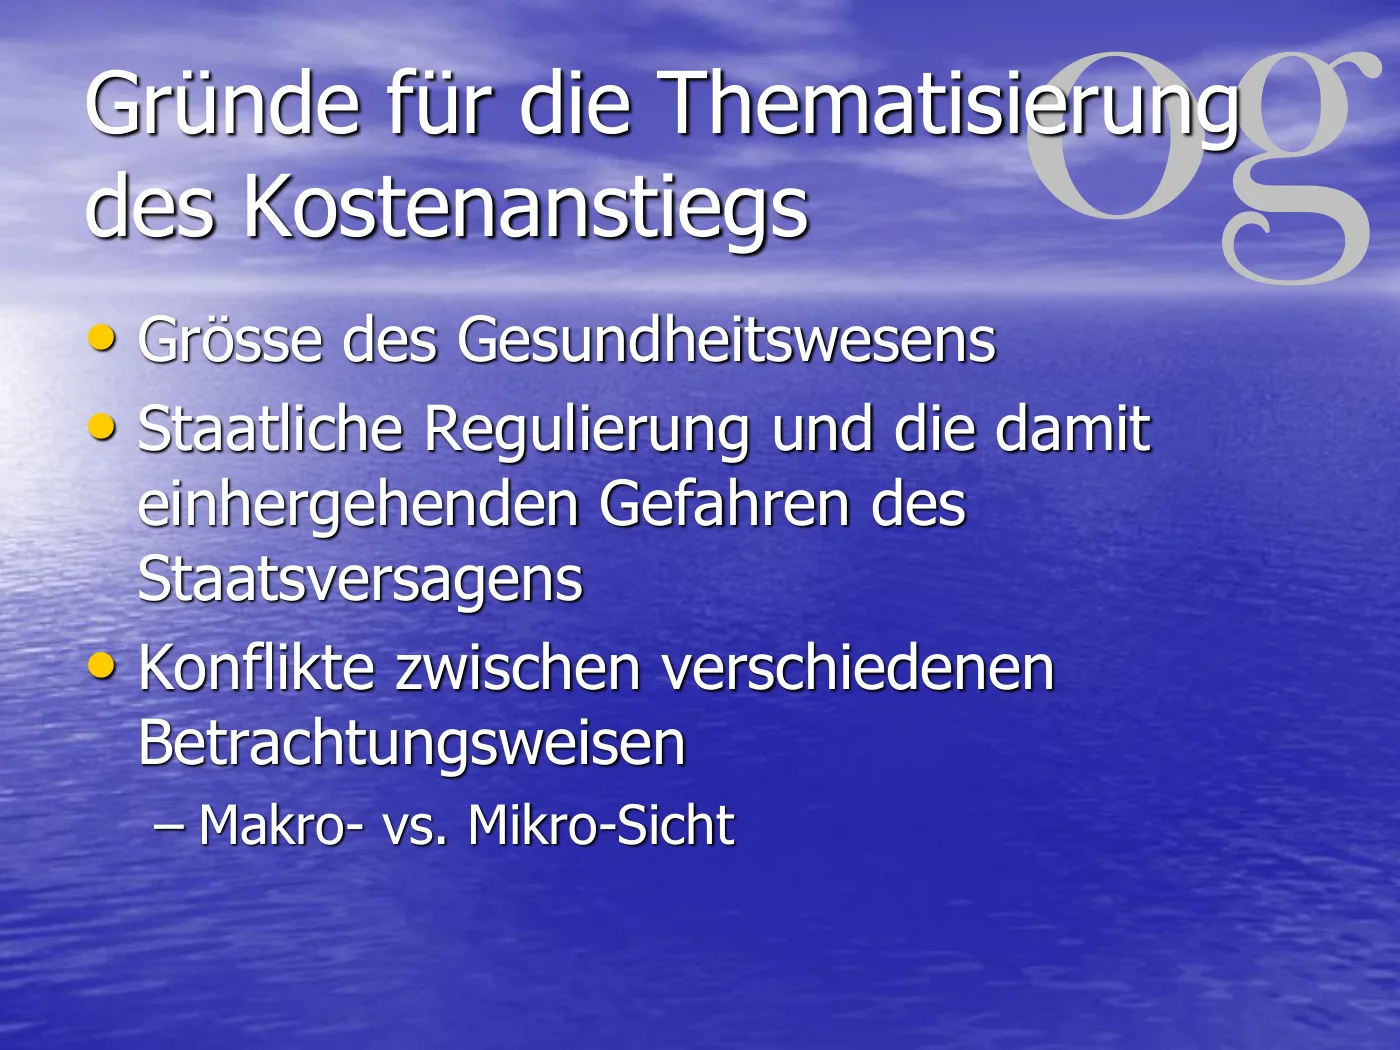 og
Gründe für die Thematisierung
des Kostenanstiegs
• Grösse des Gesundheitswesens
• Staatliche Regulierung und die damit
einhergehenden Gefahren des
Staatsversagens
• Konflikte zwischen verschiedenen
Betrachtungsweisen
– Makro- vs. Mikro-Sicht